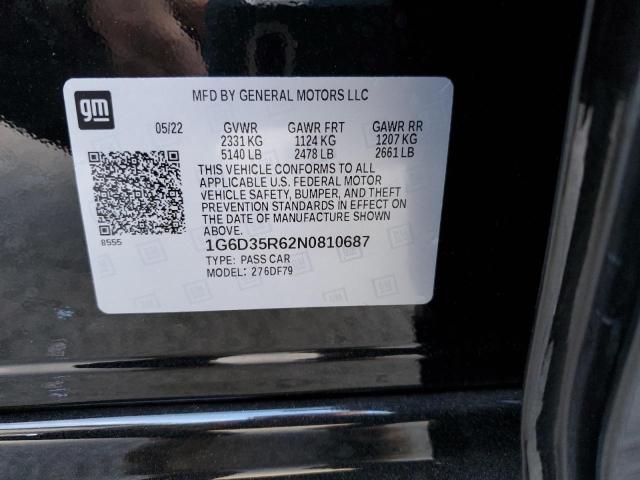 gm
MFD BY GENERAL MOTORS LLC
05/22 GVWR GAWR FRT GAWR RR
2331 KG 1124 KG 1207 KG
5140 LB 2478 LB 2661 LB
THIS VEHICLE CONFORMS TO ALL
APPLICABLE U.S. FEDERAL MOTOR
VEHICLE SAFETY, BUMPER, AND THEFT
PREVENTION STANDARDS IN EFFECT ON
THE DATE OF MANUFACTURE SHOWN
ABOVE.
8555
1G6D35R62N0810687
TYPE: PASS CAR
MODEL: 276DF79